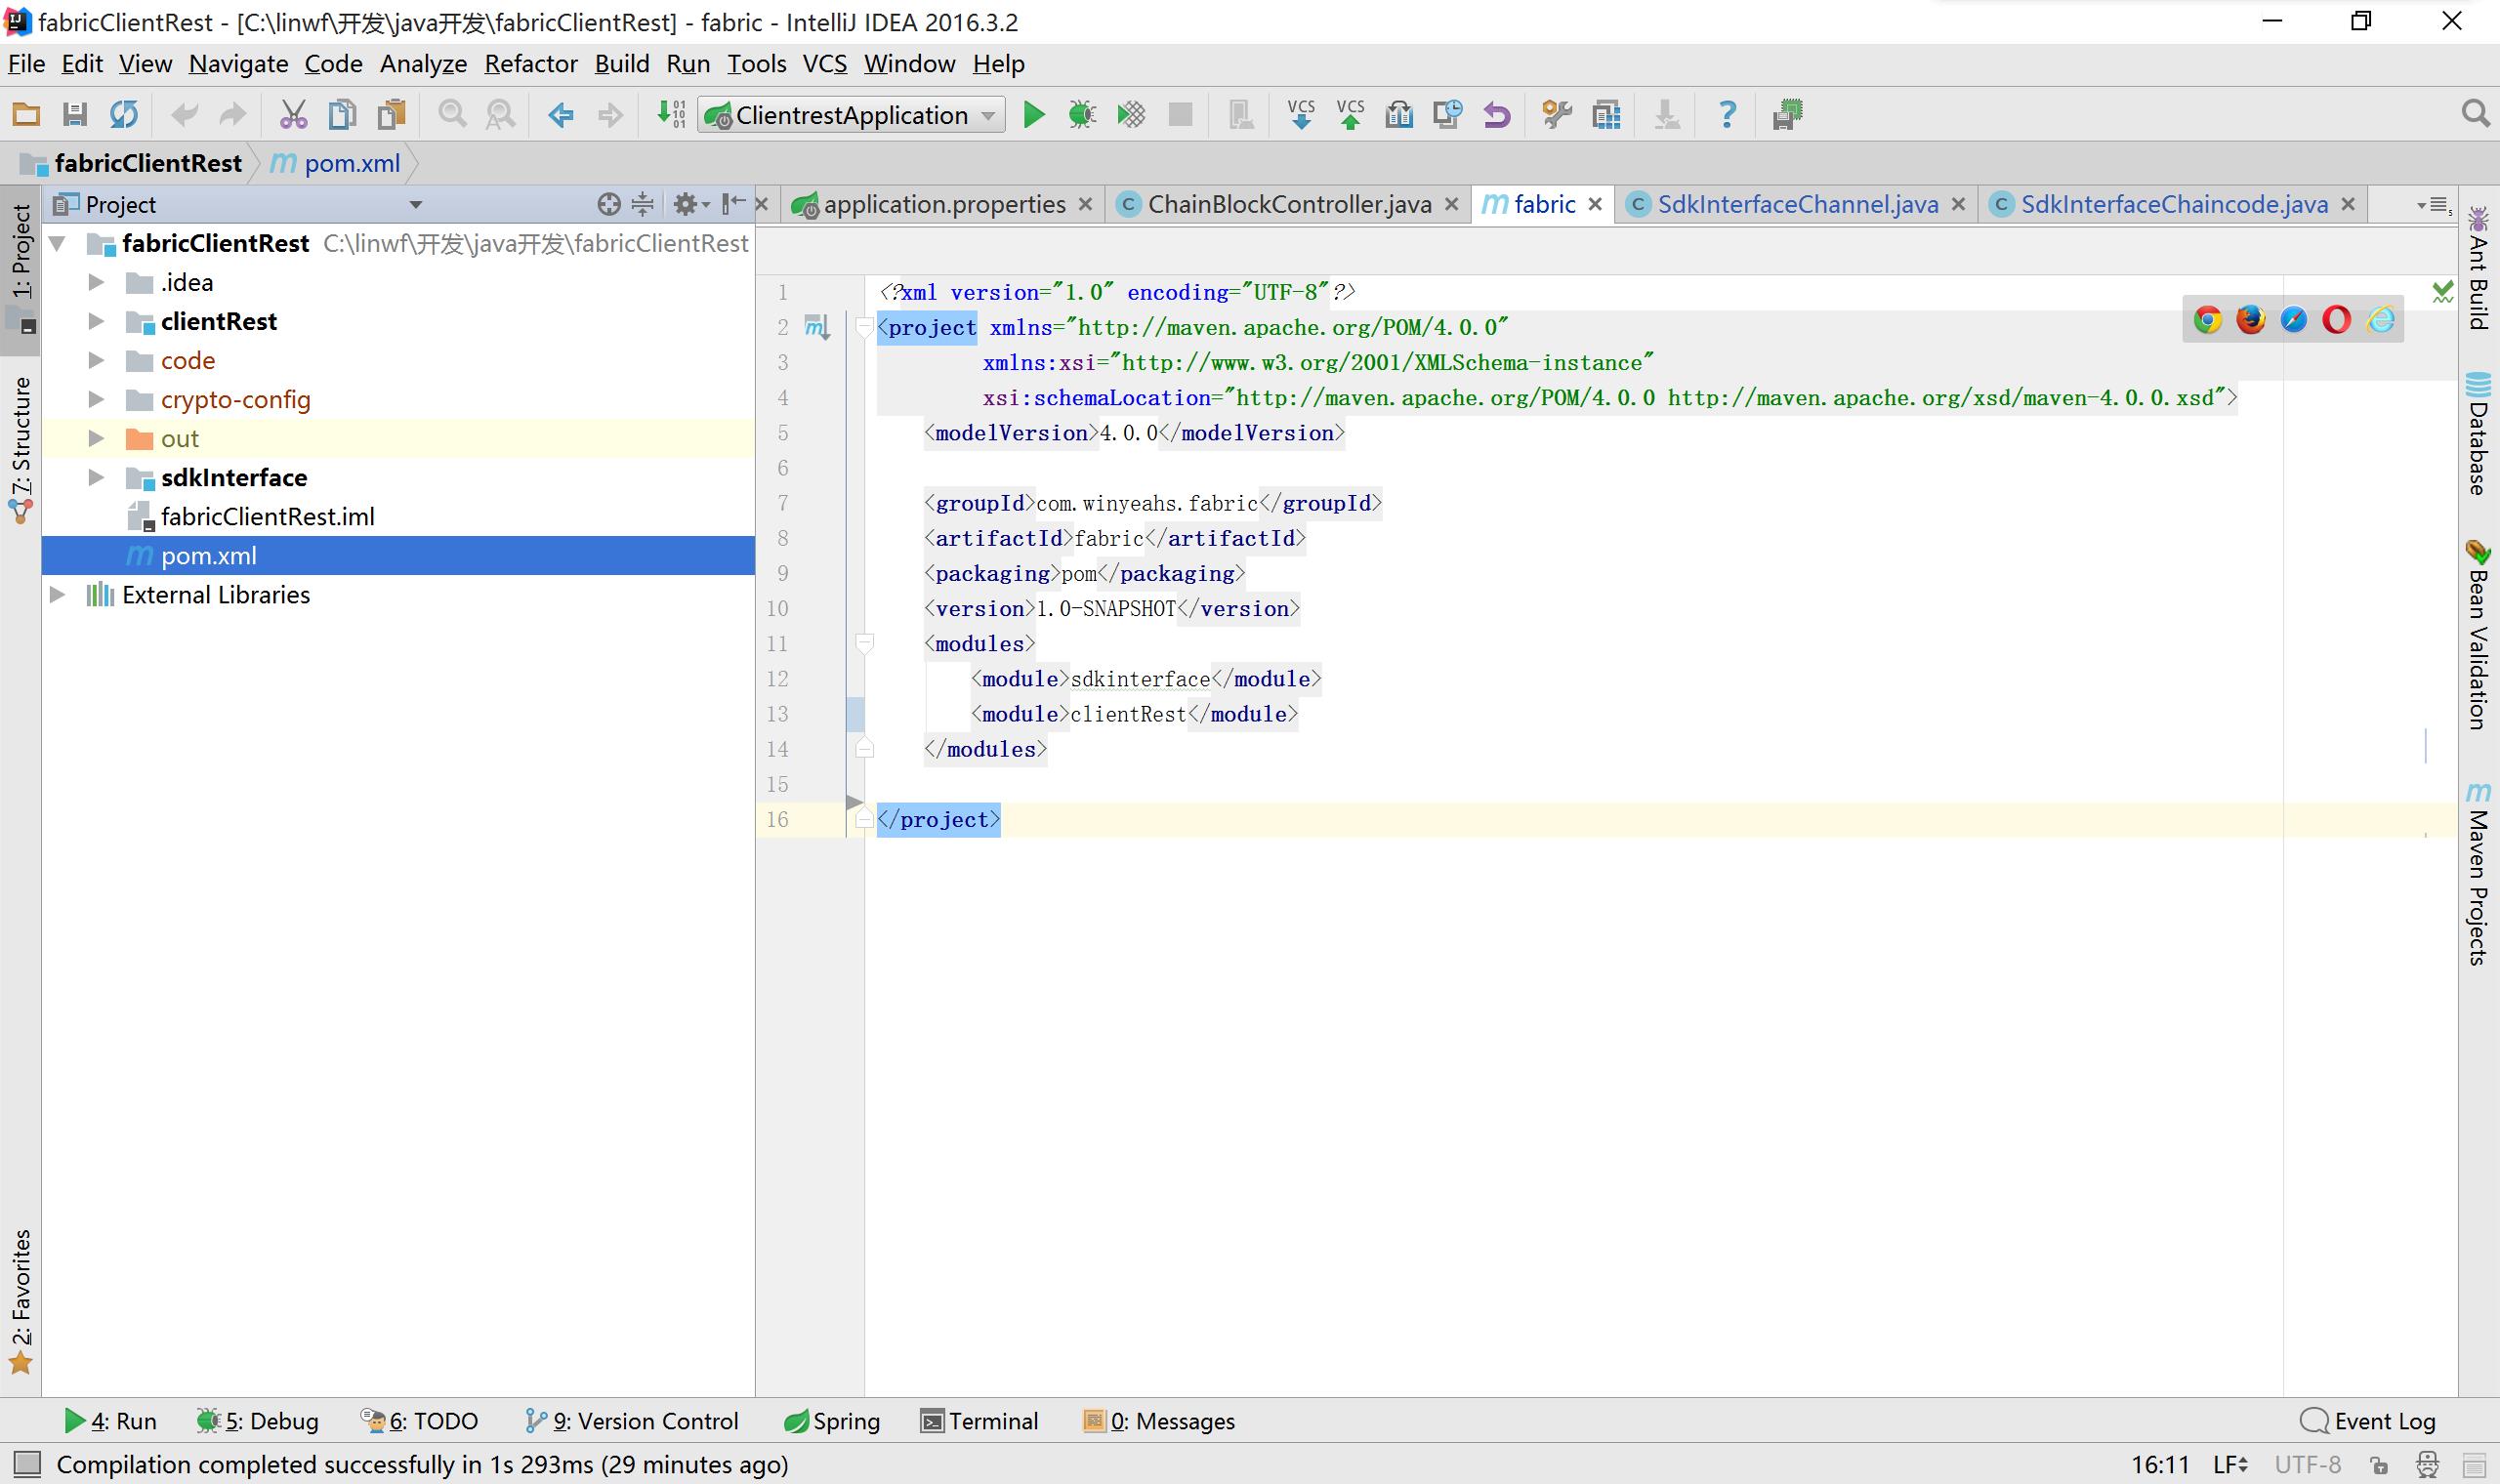 fabricClientRest - [C:\linwf\开发\java开发\fabricClientRest] - fabric - IntelliJ IDEA 2016.3.2
File Edit View Navigate Code Analyze Refactor Build Run Tools VCS Window Help
ClientrestApplication VCS VCS
fabricClientRest pom.xml
Project
application.properties ChainBlockController.java fabric SdkInterfaceChannel.java SdkInterfaceChaincode.java
1: Project
7: Structure
2: Favorites
fabricClientRest C:\linwf\开发\java开发\fabricClientRest
.idea
clientRest
code
crypto-config
out
sdkInterface
fabricClientRest.iml
pom.xml
External Libraries
1 <?xml version="1.0" encoding="UTF-8"?>
2 <project xmlns="http://maven.apache.org/POM/4.0.0"
3 xmlns:xsi="http://www.w3.org/2001/XMLSchema-instance"
4 xsi:schemaLocation="http://maven.apache.org/POM/4.0.0 http://maven.apache.org/xsd/maven-4.0.0.xsd">
5 <modelVersion>4.0.0</modelVersion>
6
7 <groupId>com.winyeahs.fabric</groupId>
8 <artifactId>fabric</artifactId>
9 <packaging>pom</packaging>
10 <version>1.0-SNAPSHOT</version>
11 <modules>
12 <module>sdkinterface</module>
13 <module>clientRest</module>
14 </modules>
15
16 </project>
Ant Build
Database
Bean Validation
Maven Projects
4: Run 5: Debug 6: TODO 9: Version Control Spring Terminal 0: Messages Event Log
Compilation completed successfully in 1s 293ms (29 minutes ago) 16:11 LF UTF-8